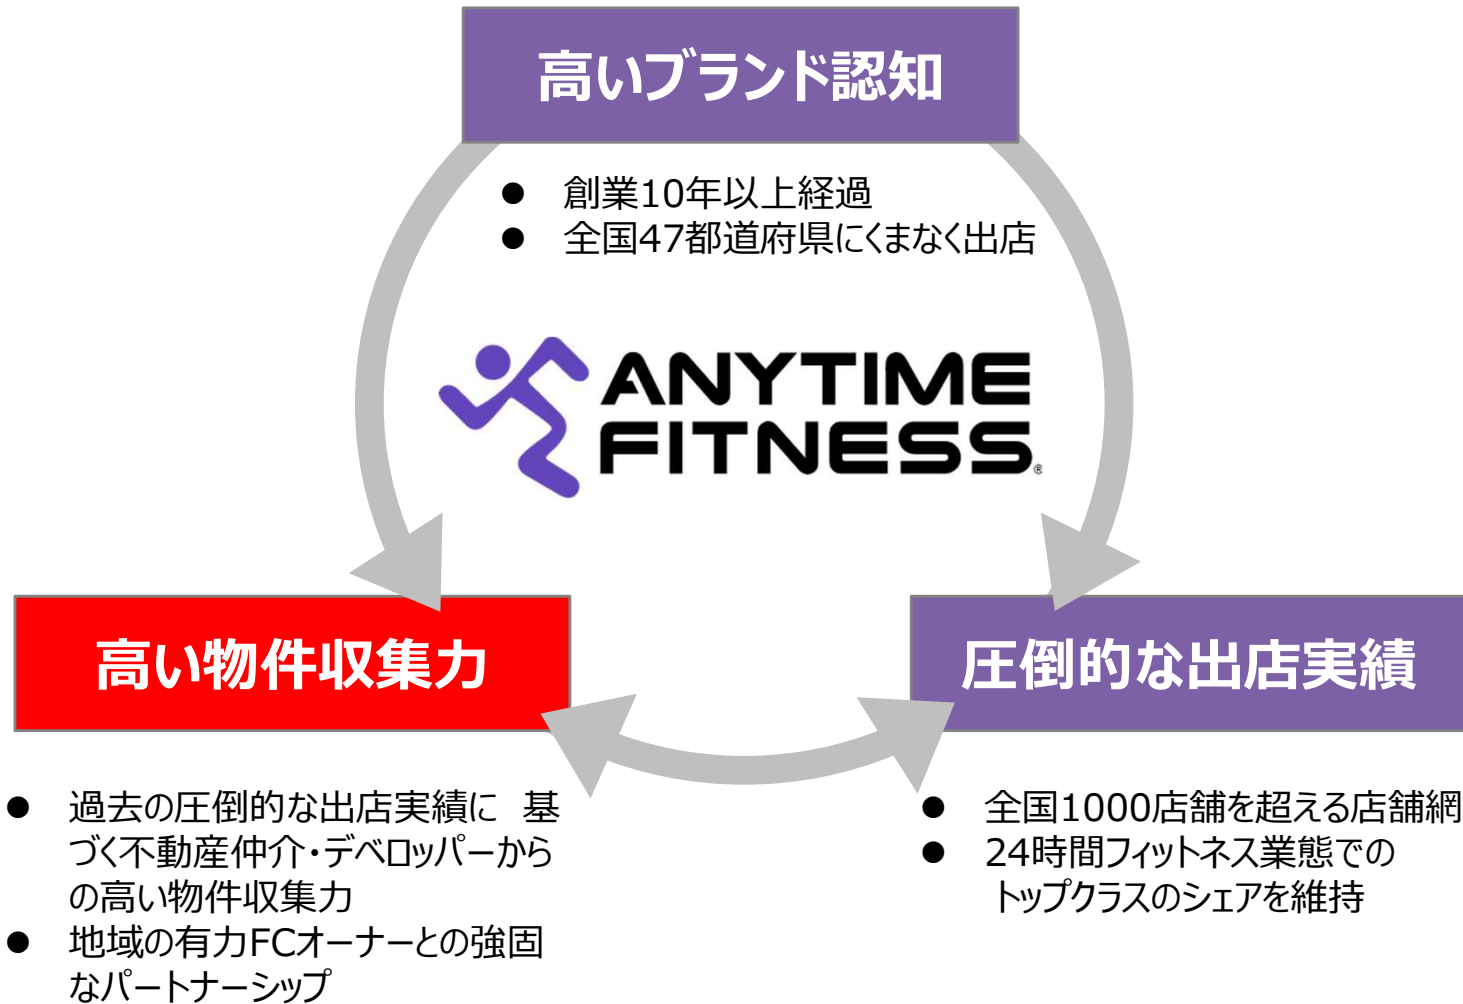 高いブランド認知
● 創業10年以上経過
● 全国47都道府県にくまなく出店
ANYTIME
FITNESS®
高い物件収集力
● 過去の圧倒的な出店実績に 基
づく不動産仲介・デベロッパーから
の高い物件収集力
● 地域の有力FCオーナーとの強固
なパートナーシップ
圧倒的な出店実績
● 全国1000店舗を超える店舗網
● 24時間フィットネス業態での
トップクラスのシェアを維持